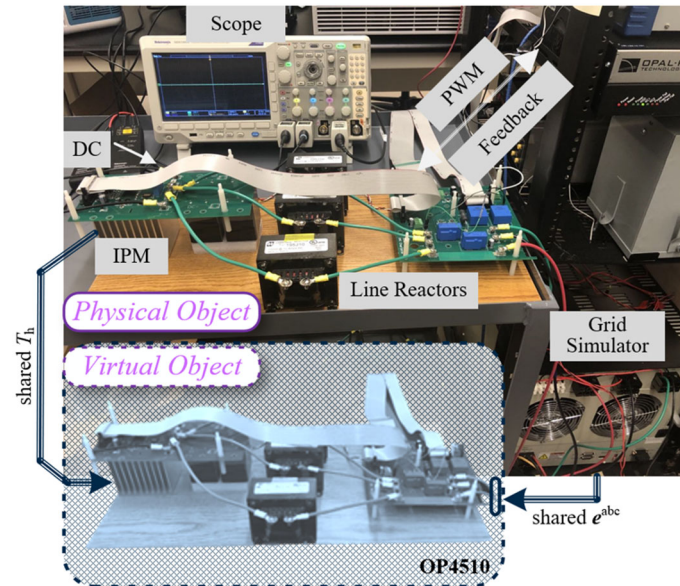 Scope
OPAL-R
TECHNOLOGIES
PWM
Feedback
DC
IPM
Line Reactors
Physical Object
Grid
Simulator
Virtual Object
shared Tₕ
shared eᵃᵇᶜ
OP4510